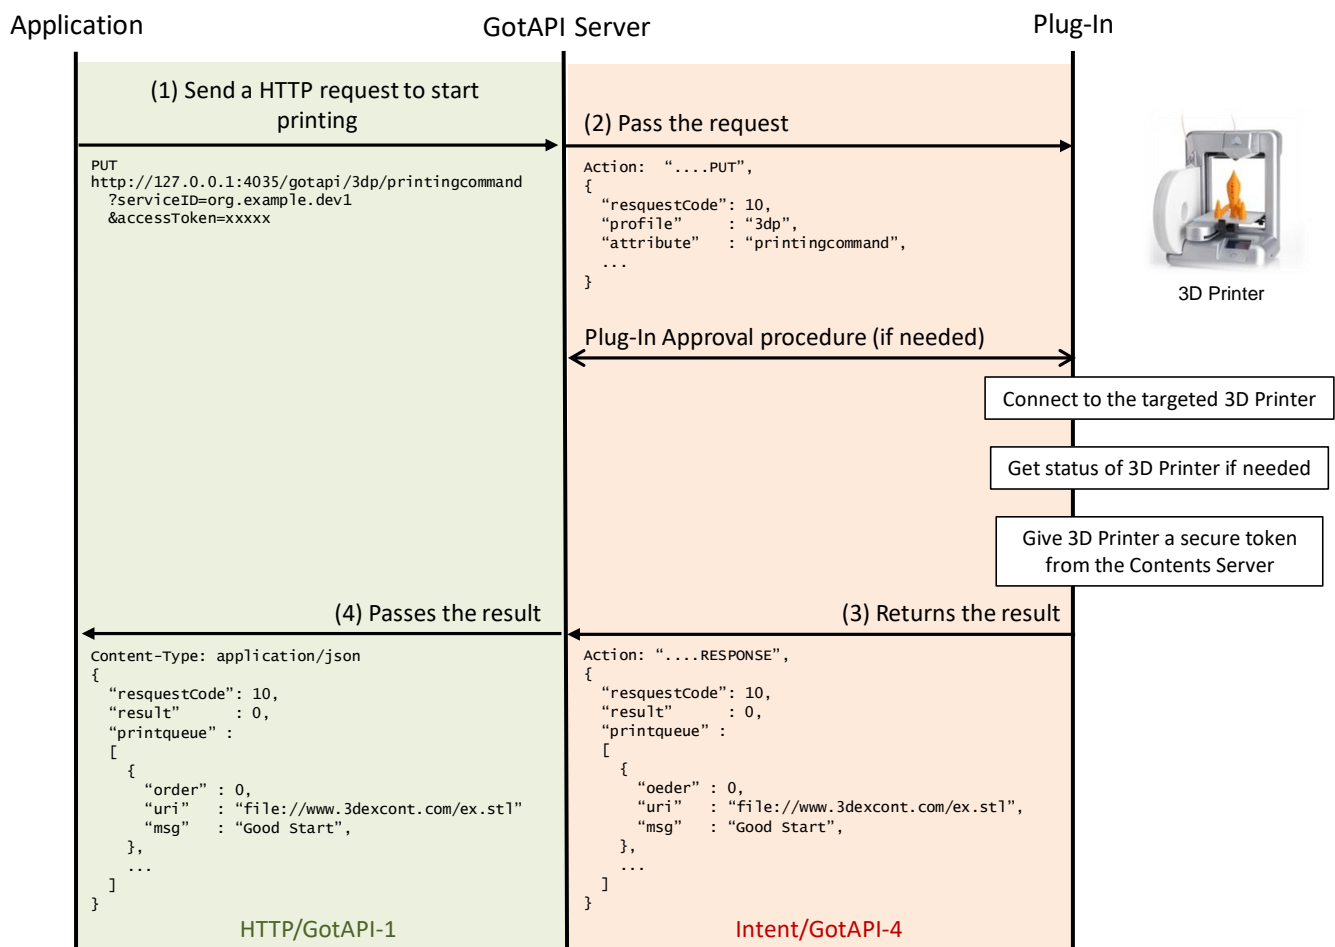 Application
GotAPI Server
Plug-In
(1) Send a HTTP request to start
printing
PUT
http://127.0.0.1:4035/gotapi/3dp/printingcommand
?serviceID=org.example.dev1
&accessToken=xxxxx
(2) Pass the request
Action:  “....PUT”,
{
“resquestCode”: 10,
“profile”    : “3dp”,
“attribute”   : “printingcommand”,
...
}
3D Printer
Plug-In Approval procedure (if needed)
Connect to the targeted 3D Printer
Get status of 3D Printer if needed
Give 3D Printer a secure token
from the Contents Server
(4) Passes the result
Content-Type: application/json
{
“resquestCode”: 10,
“result”      : 0,
“printqueue” :
[
{
“order” : 0,
“uri”   : “file://www.3dexcont.com/ex.stl”
“msg”   : “Good Start”,
},
...
]
}
HTTP/GotAPI-1
(3) Returns the result
Action: “....RESPONSE”,
{
“resquestCode”: 10,
“result”     : 0,
“printqueue” :
[
{
“oeder” : 0,
“uri”   : “file://www.3dexcont.com/ex.stl”,
“msg”   : “Good Start”,
},
...
]
}
Intent/GotAPI-4